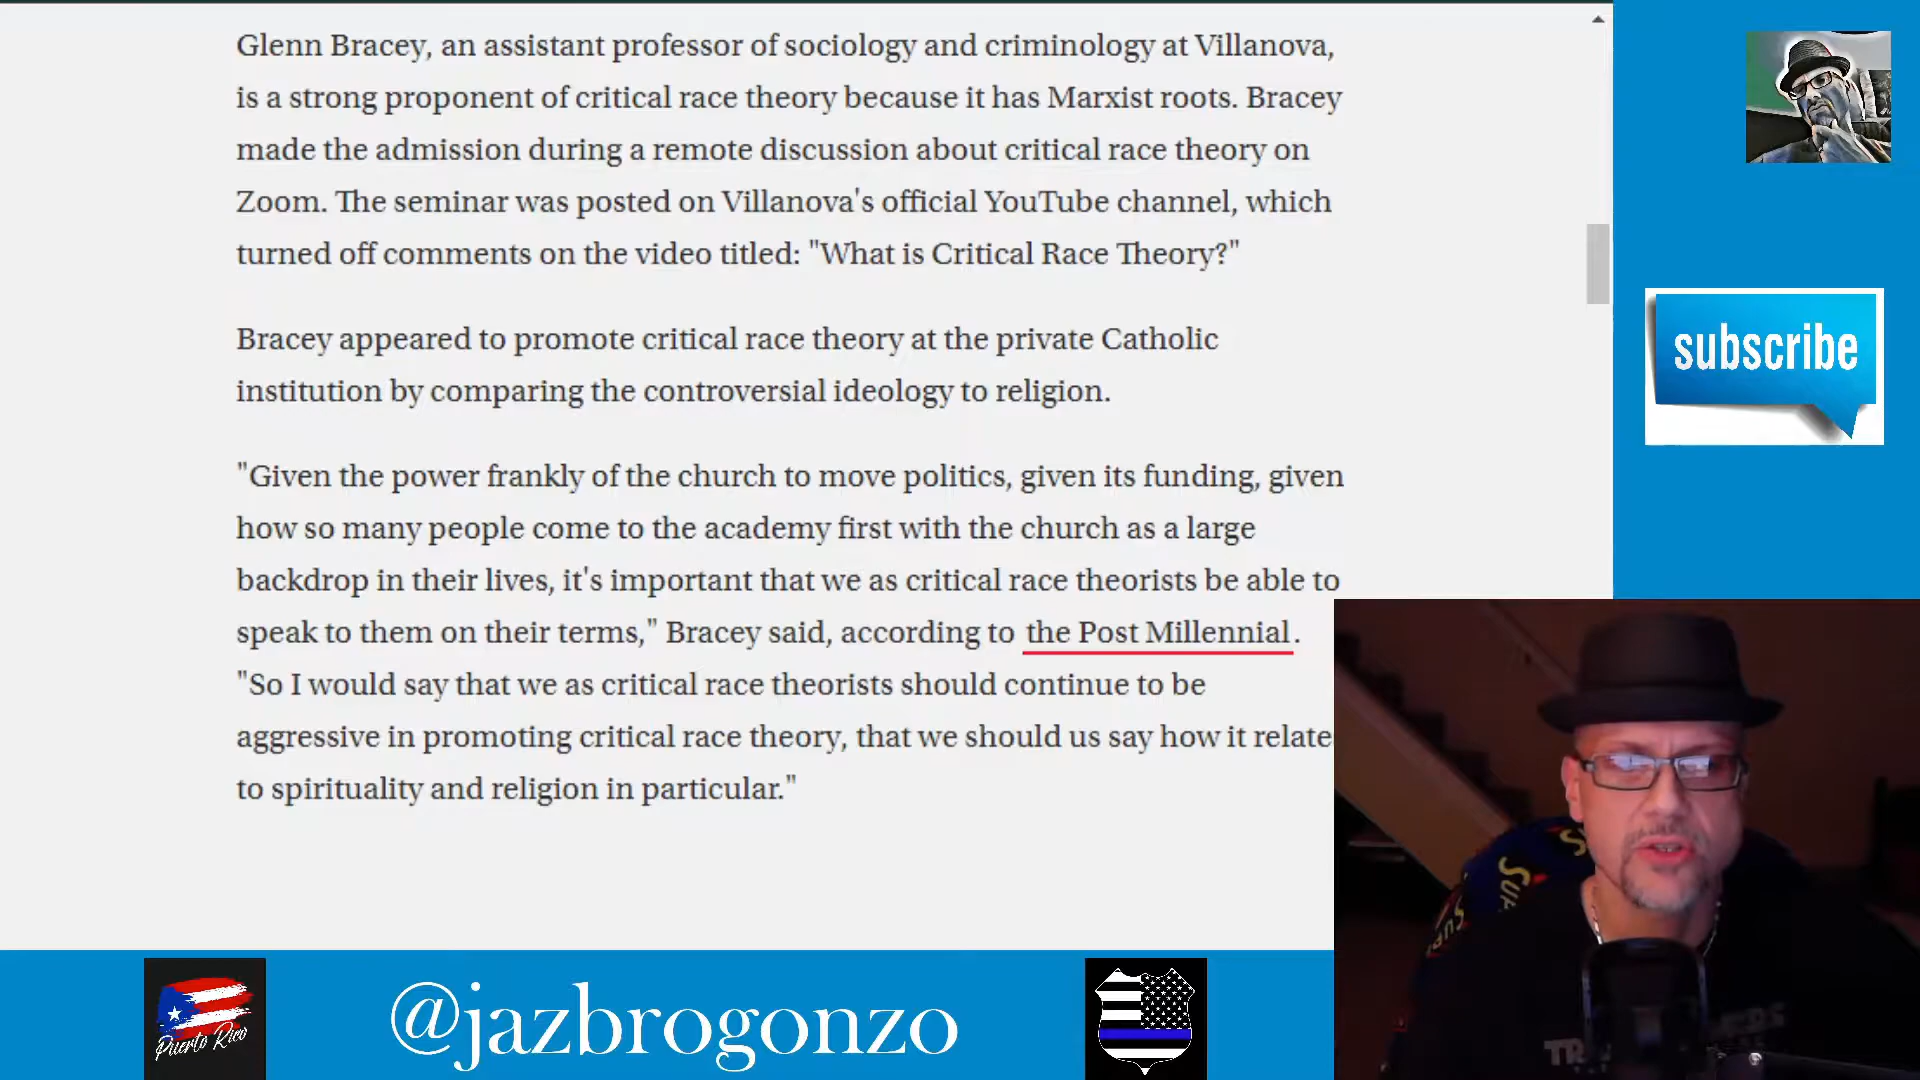 Glenn Bracey, an assistant professor of sociology and criminology at Villanova,
is a strong proponent of critical race theory because it has Marxist roots. Bracey
made the admission during a remote discussion about critical race theory on
Zoom. The seminar was posted on Villanova's official YouTube channel, which
turned off comments on the video titled: "What is Critical Race Theory?"
Bracey appeared to promote critical race theory at the private Catholic
institution by comparing the controversial ideology to religion.
"Given the power frankly of the church to move politics, given its funding, given
how so many people come to the academy first with the church as a large
backdrop in their lives, it's important that we as critical race theorists be able to
speak to them on their terms," Bracey said, according to the Post Millennial.
"So I would say that we as critical race theorists should continue to be
aggressive in promoting critical race theory, that we should us say how it relate
to spirituality and religion in particular."
subscribe
Puerto Rico
@jazbrogonzo